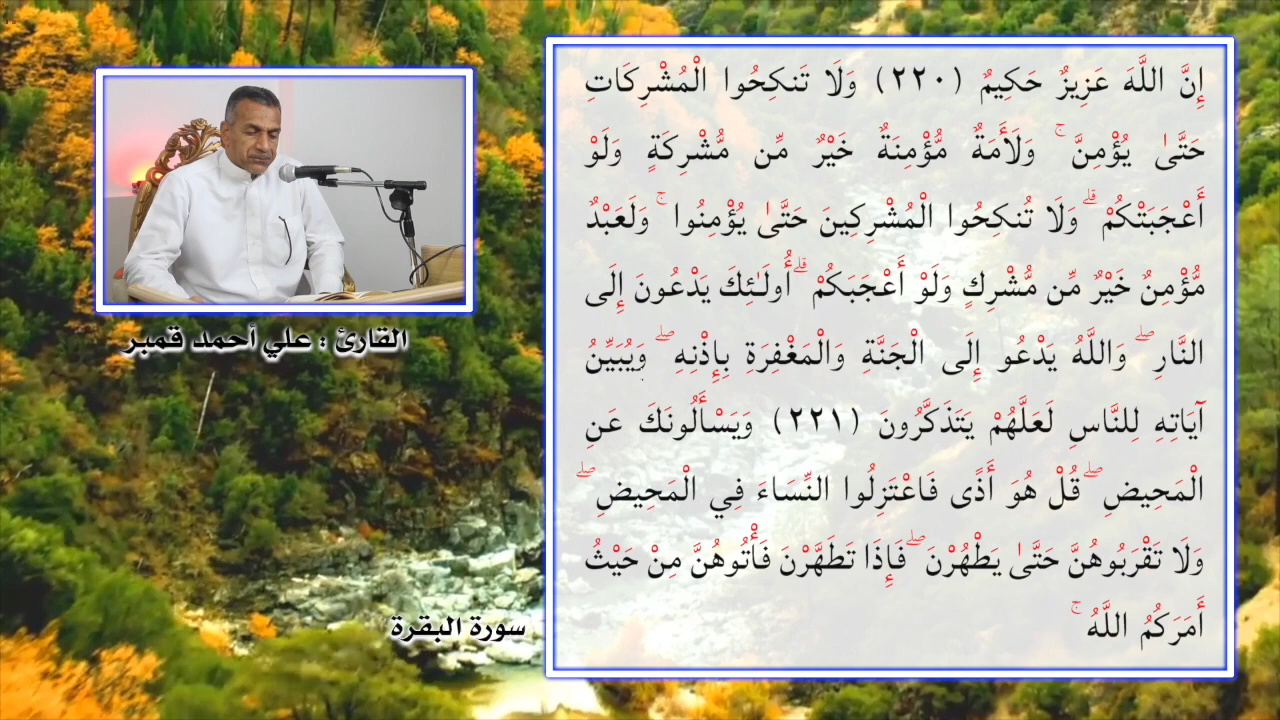 إِنَّ اللَّهَ عَزِيزٌ حَكِيمٌ (٢٢٠) وَلَا تَنكِحُوا الْمُشْرِكَاتِ
حَتَّىٰ يُؤْمِنَّ ۚ وَلَأَمَةٌ مُّؤْمِنَةٌ خَيْرٌ مِّن مُّشْرِكَةٍ وَلَوْ
أَعْجَبَتْكُمْ ۗ وَلَا تُنكِحُوا الْمُشْرِكِينَ حَتَّىٰ يُؤْمِنُوا ۚ وَلَعَبْدٌ
مُّؤْمِنٌ خَيْرٌ مِّن مُّشْرِكٍ وَلَوْ أَعْجَبَكُمْ ۗ أُولَـٰئِكَ يَدْعُونَ إِلَى
النَّارِ ۖ وَاللَّهُ يَدْعُو إِلَى الْجَنَّةِ وَالْمَغْفِرَةِ بِإِذْنِهِ ۖ وَيُبَيِّنُ
آيَاتِهِ لِلنَّاسِ لَعَلَّهُمْ يَتَذَكَّرُونَ (٢٢١) وَيَسْأَلُونَكَ عَنِ
الْمَحِيضِ ۖ قُلْ هُوَ أَذًى فَاعْتَزِلُوا النِّسَاءَ فِي الْمَحِيضِ ۖ
وَلَا تَقْرَبُوهُنَّ حَتَّىٰ يَطْهُرْنَ ۖ فَإِذَا تَطَهَّرْنَ فَأْتُوهُنَّ مِنْ حَيْثُ
أَمَرَكُمُ اللَّهُ ۚ
القارئ : علي أحمد قمبر
سورة البقرة